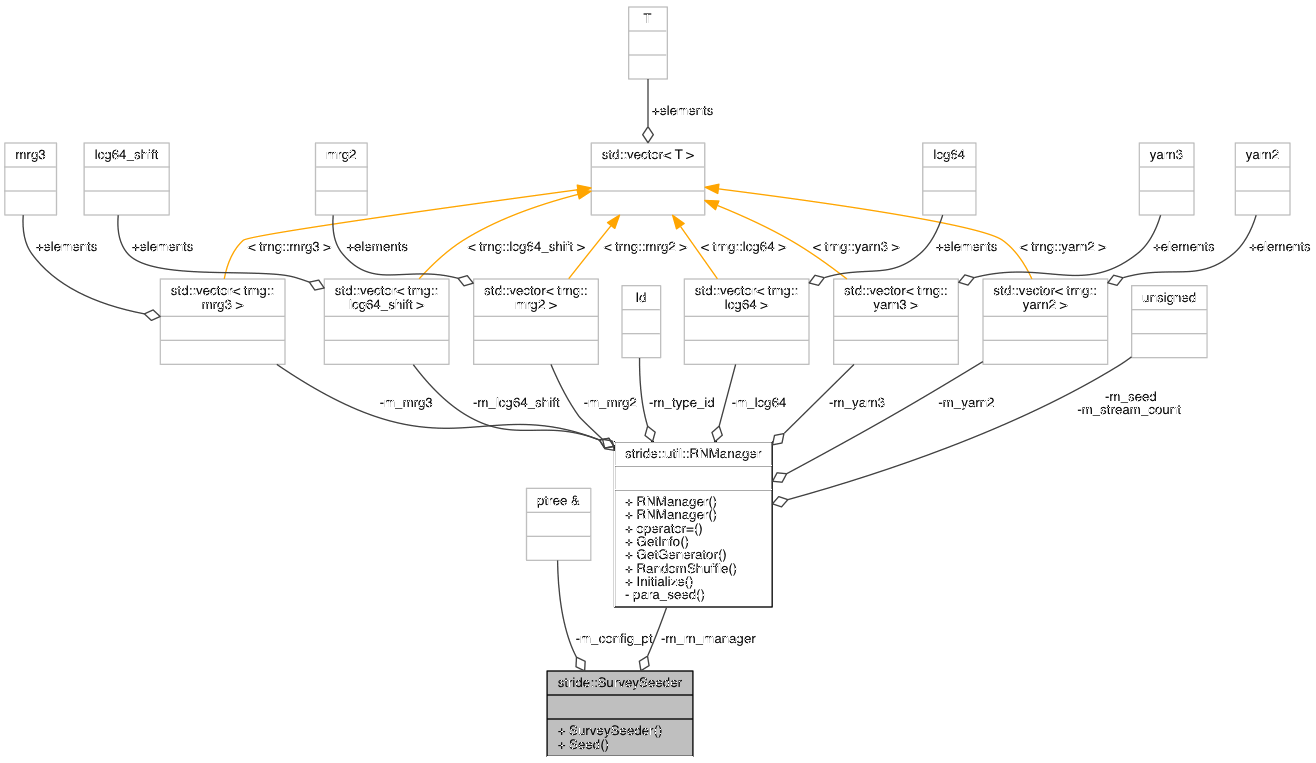 T
+elements
mrg3
lcg64_shift
mrg2
std::vector< T >
lcg64
yarn3
yarn2
+elements
+elements
< trng::mrg3 >
+elements
< trng::lcg64_shift >
< trng::mrg2 >
< trng::lcg64 >
< trng::yarn3 >
+elements
< trng::yarn2 >
+elements
+elements
std::vector< trng::
mrg3 >
std::vector< trng::
lcg64_shift >
std::vector< trng::
mrg2 >
Id
std::vector< trng::
lcg64 >
std::vector< trng::
yarn3 >
std::vector< trng::
yarn2 >
unsigned
-m_mrg3
-m_lcg64_shift
-m_mrg2
-m_type_id
-m_lcg64
-m_yarn3
-m_yarn2
-m_seed
-m_stream_count
stride::util::RNManager
+ RNManager()
+ RNManager()
+ operator=()
+ GetInfo()
+ GetGenerator()
+ RandomShuffle()
+ Initialize()
- para_seed()
ptree &
-m_config_pt
-m_rn_manager
stride::SurveySeeder
+ SurveySeeder()
+ Seed()